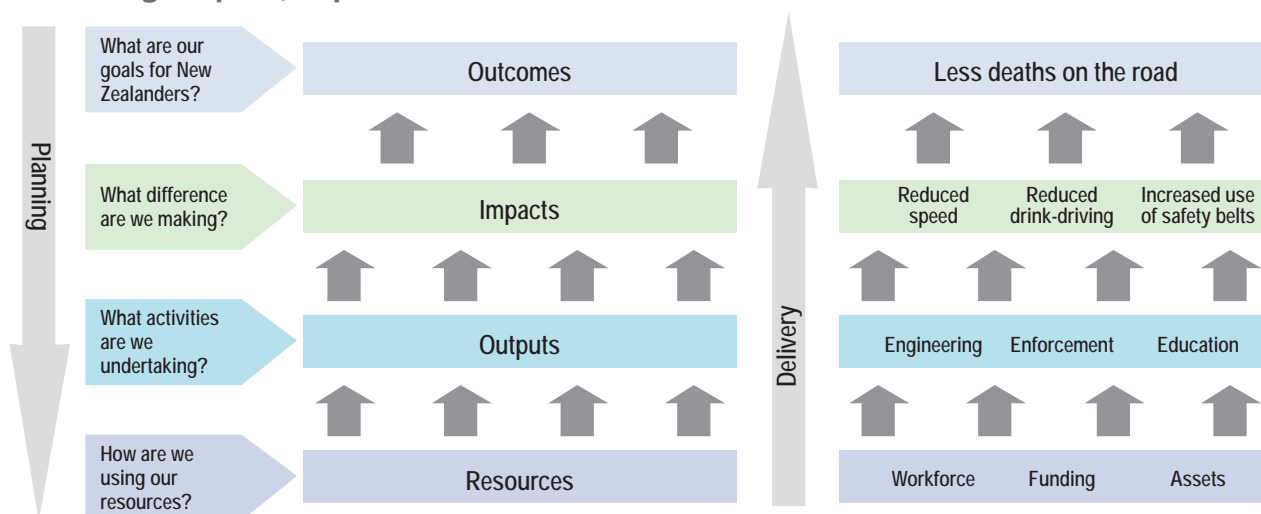 Planning
What are our
goals for New
Zealanders?
Outcomes
Less deaths on the road
What difference
are we making?
Impacts
Reduced
speed
Reduced
drink-driving
Increased use
of safety belts
What activities
are we
undertaking?
Outputs
Delivery
Engineering
Enforcement
Education
How are we
using our
resources?
Resources
Workforce
Funding
Assets